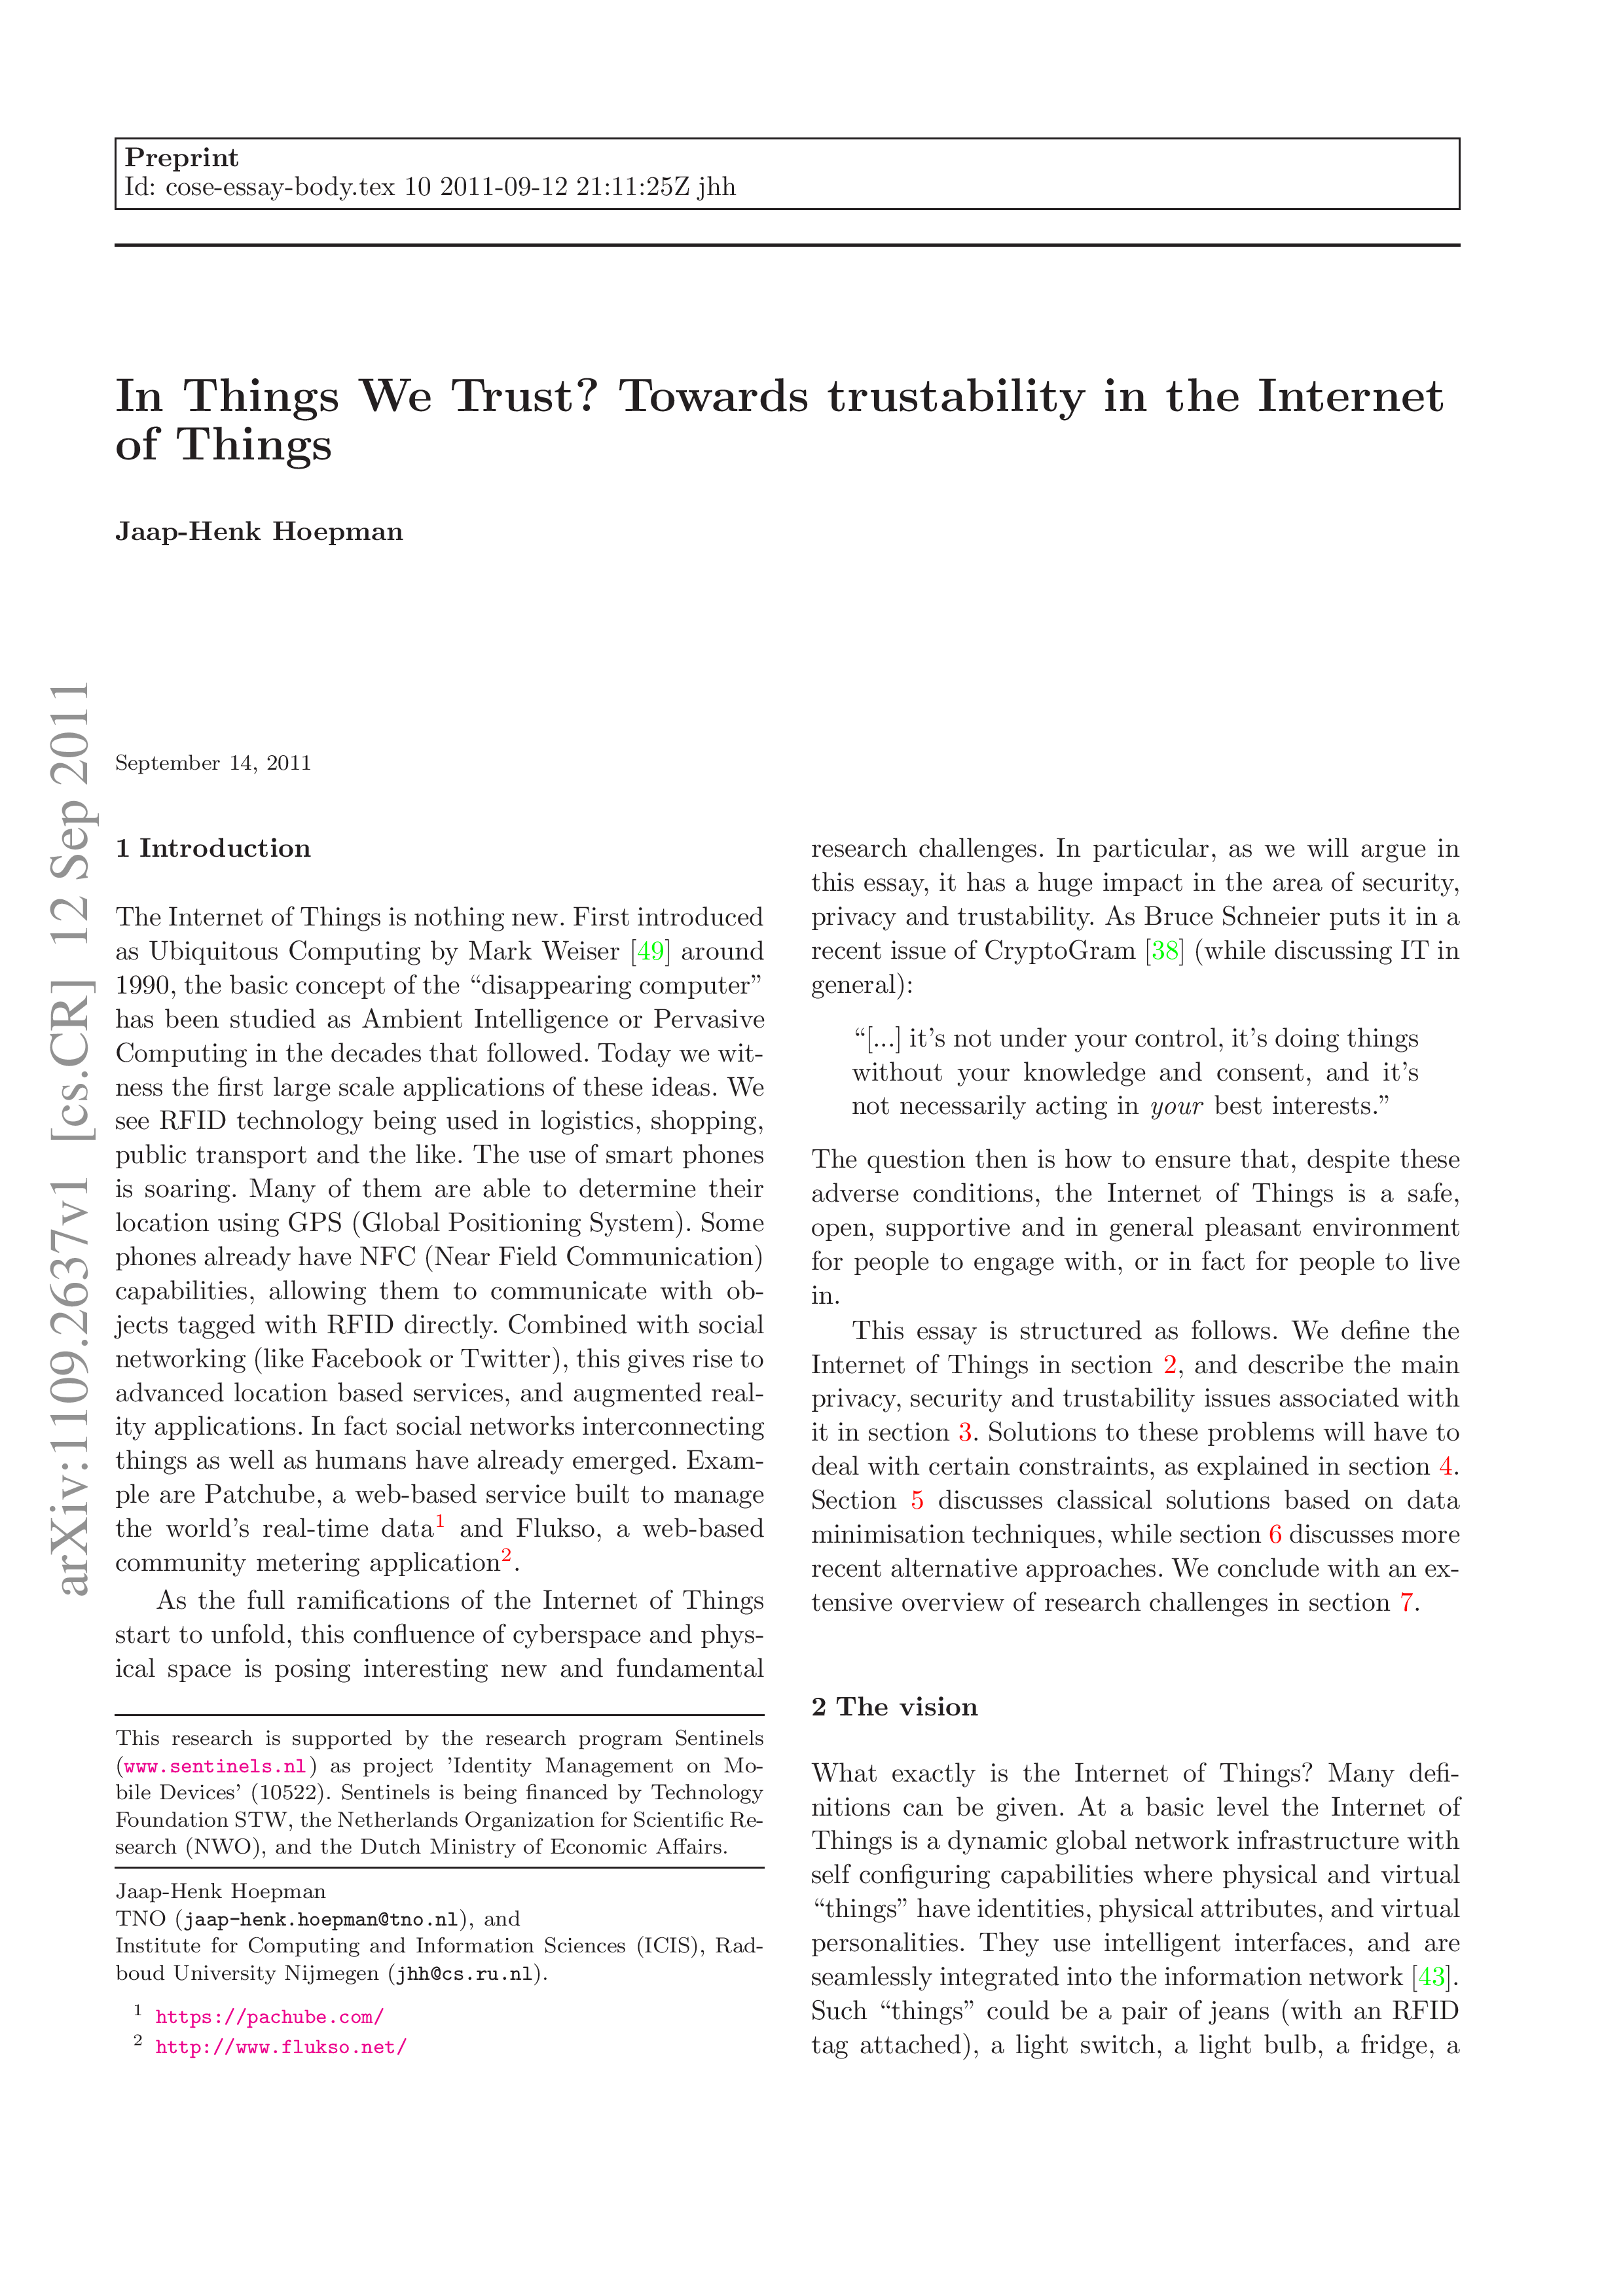 Preprint
Id: cose-essay-body.tex 10 2011-09-12 21:11:25Z jhh
In Things We Trust? Towards trustability in the Internet
of Things
Jaap-Henk Hoepman
arXiv:1109.2637v1 [cs.CR] 12 Sep 2011
September 14, 2011
1 Introduction
The Internet of Things is nothing new. First introduced
as Ubiquitous Computing by Mark Weiser [49] around
1990, the basic concept of the “disappearing computer”
has been studied as Ambient Intelligence or Pervasive
Computing in the decades that followed. Today we wit-
ness the first large scale applications of these ideas. We
see RFID technology being used in logistics, shopping,
public transport and the like. The use of smart phones
is soaring. Many of them are able to determine their
location using GPS (Global Positioning System). Some
phones already have NFC (Near Field Communication)
capabilities, allowing them to communicate with ob-
jects tagged with RFID directly. Combined with social
networking (like Facebook or Twitter), this gives rise to
advanced location based services, and augmented real-
ity applications. In fact social networks interconnecting
things as well as humans have already emerged. Exam-
ple are Patchube, a web-based service built to manage
the world’s real-time data1 and Flukso, a web-based
community metering application2.
As the full ramifications of the Internet of Things
start to unfold, this confluence of cyberspace and phys-
ical space is posing interesting new and fundamental
This research is supported by the research program Sentinels
(www.sentinels.nl) as project ’Identity Management on Mo-
bile Devices’ (10522). Sentinels is being financed by Technology
Foundation STW, the Netherlands Organization for Scientific Re-
search (NWO), and the Dutch Ministry of Economic Affairs.
Jaap-Henk Hoepman
TNO (jaap-henk.hoepman@tno.nl), and
Institute for Computing and Information Sciences (ICIS), Rad-
boud University Nijmegen (jhh@cs.ru.nl).
1 https://pachube.com/
2 http://www.flukso.net/
research challenges. In particular, as we will argue in
this essay, it has a huge impact in the area of security,
privacy and trustability. As Bruce Schneier puts it in a
recent issue of CryptoGram [38] (while discussing IT in
general):
“[...] it’s not under your control, it’s doing things
without your knowledge and consent, and it’s
not necessarily acting in your best interests.”
The question then is how to ensure that, despite these
adverse conditions, the Internet of Things is a safe,
open, supportive and in general pleasant environment
for people to engage with, or in fact for people to live
in.
This essay is structured as follows. We define the
Internet of Things in section 2, and describe the main
privacy, security and trustability issues associated with
it in section 3. Solutions to these problems will have to
deal with certain constraints, as explained in section 4.
Section 5 discusses classical solutions based on data
minimisation techniques, while section 6 discusses more
recent alternative approaches. We conclude with an ex-
tensive overview of research challenges in section 7.
2 The vision
What exactly is the Internet of Things? Many defi-
nitions can be given. At a basic level the Internet of
Things is a dynamic global network infrastructure with
self configuring capabilities where physical and virtual
“things” have identities, physical attributes, and virtual
personalities. They use intelligent interfaces, and are
seamlessly integrated into the information network [43].
Such “things” could be a pair of jeans (with an RFID
tag attached), a light switch, a light bulb, a fridge, a